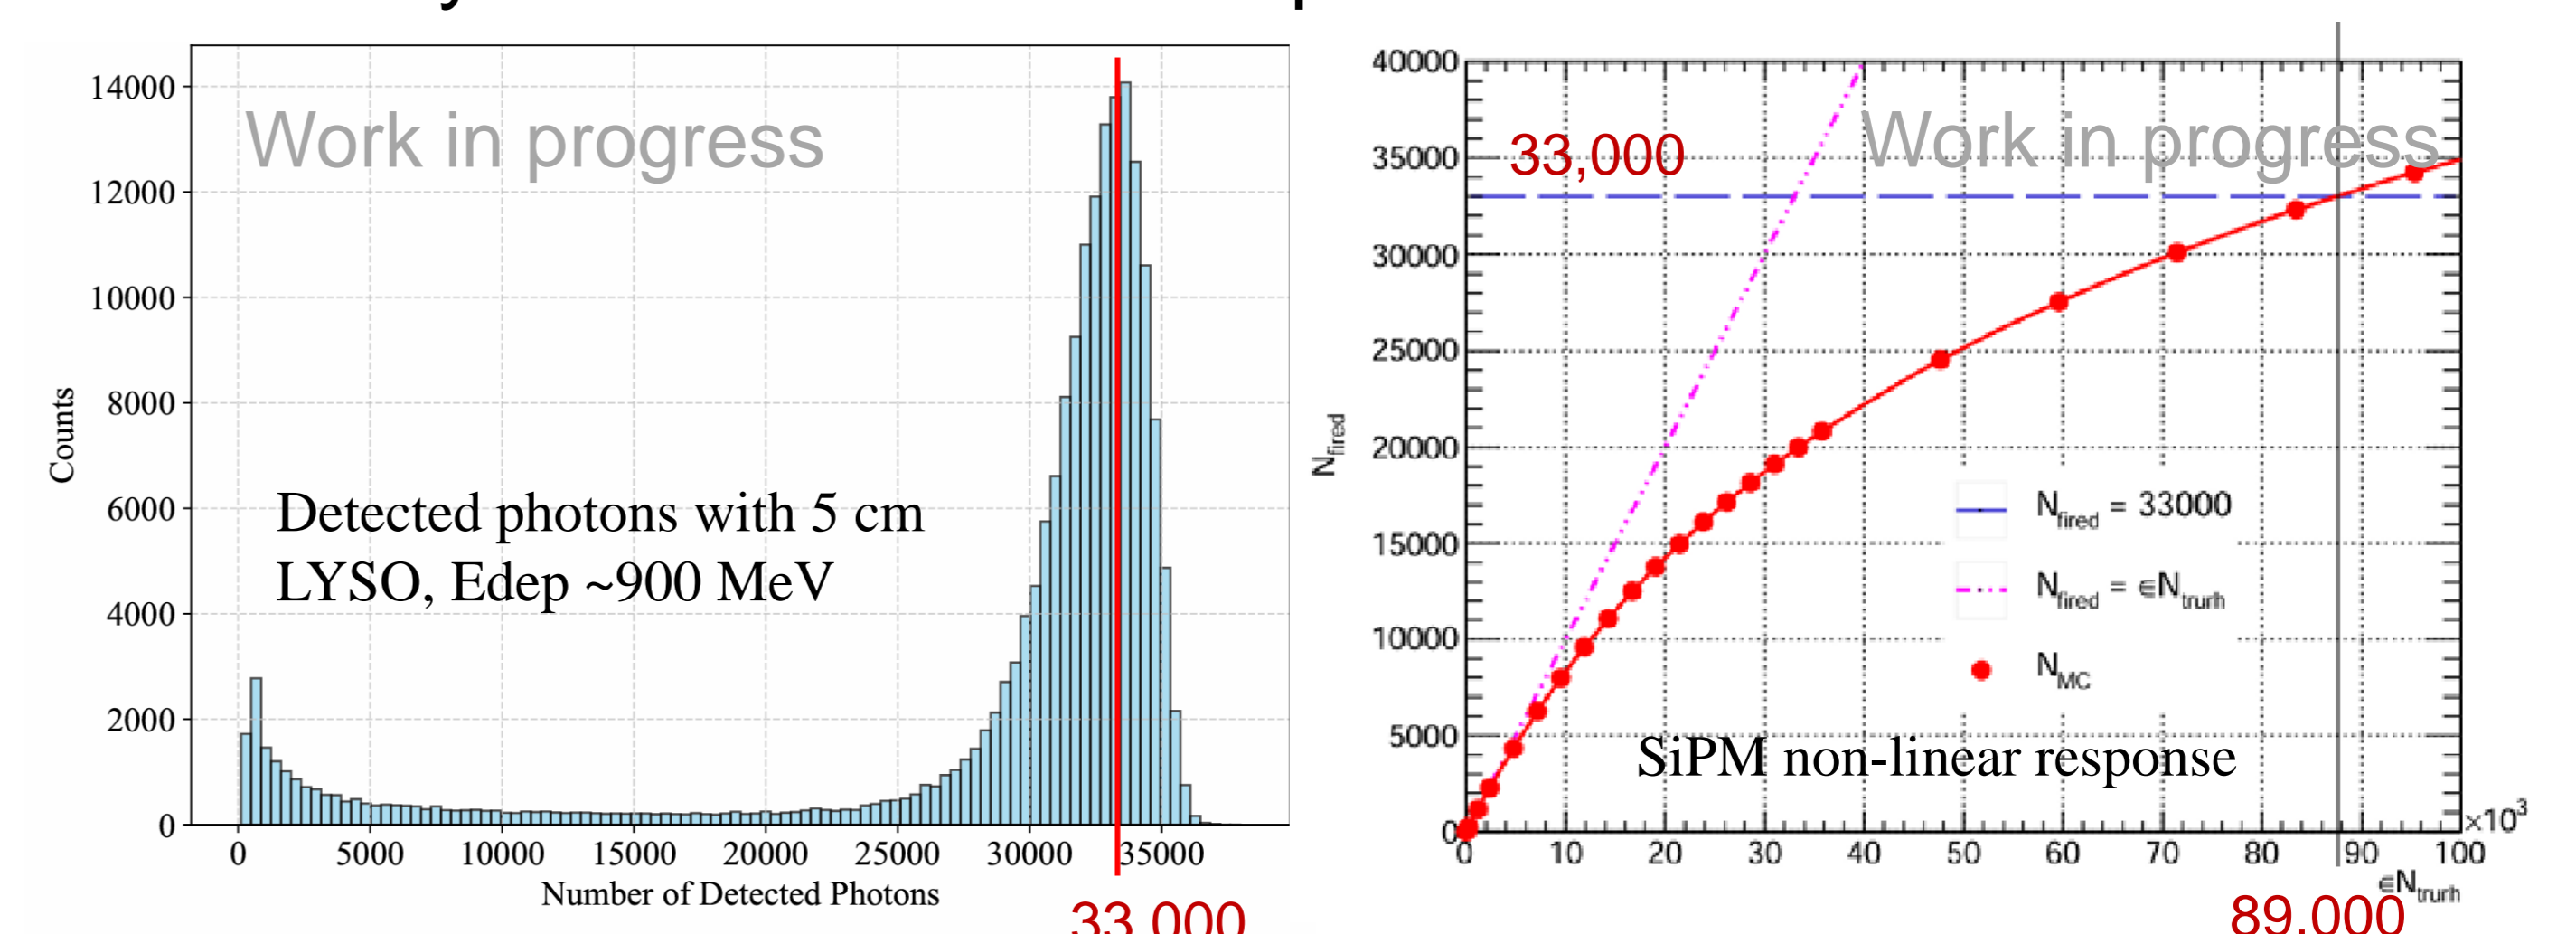 14000
12000
10000
8000
6000
4000
2000
0
Counts
Work in progress
Detected photons with 5 cm
LYSO, Edep ~900 MeV
0 5000 10000 15000 20000 25000 30000 35000
Number of Detected Photons
33,000
40000
35000
30000
25000
20000
15000
10000
5000
0
N_fired
33,000
Work in progress
N_fired = 33000
N_fired = ∈N_trurh
N_MC
SiPM non-linear response
×10³
0 10 20 30 40 50 60 70 80 90 100
∈N_trurh
89,000